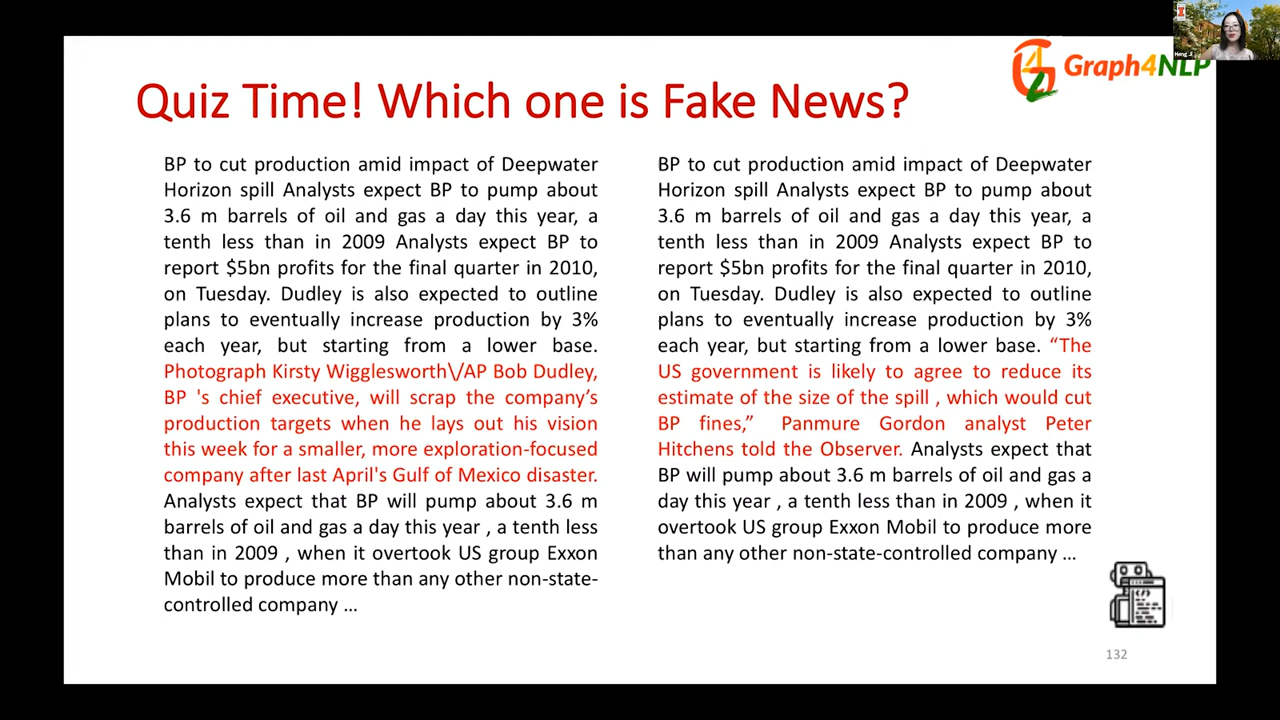 Graph4NLP
Heng Ji
Quiz Time! Which one is Fake News?
BP to cut production amid impact of Deepwater
Horizon spill Analysts expect BP to pump about
3.6 m barrels of oil and gas a day this year, a
tenth less than in 2009 Analysts expect BP to
report $5bn profits for the final quarter in 2010,
on Tuesday. Dudley is also expected to outline
plans to eventually increase production by 3%
each year, but starting from a lower base.
Photograph Kirsty Wigglesworth\/AP Bob Dudley,
BP 's chief executive, will scrap the company’s
production targets when he lays out his vision
this week for a smaller, more exploration-focused
company after last April's Gulf of Mexico disaster.
Analysts expect that BP will pump about 3.6 m
barrels of oil and gas a day this year , a tenth less
than in 2009 , when it overtook US group Exxon
Mobil to produce more than any other non-state-
controlled company ...
BP to cut production amid impact of Deepwater
Horizon spill Analysts expect BP to pump about
3.6 m barrels of oil and gas a day this year, a
tenth less than in 2009 Analysts expect BP to
report $5bn profits for the final quarter in 2010,
on Tuesday. Dudley is also expected to outline
plans to eventually increase production by 3%
each year, but starting from a lower base. “The
US government is likely to agree to reduce its
estimate of the size of the spill , which would cut
BP fines,” Panmure Gordon analyst Peter
Hitchens told the Observer. Analysts expect that
BP will pump about 3.6 m barrels of oil and gas a
day this year , a tenth less than in 2009 , when it
overtook US group Exxon Mobil to produce more
than any other non-state-controlled company ...
132